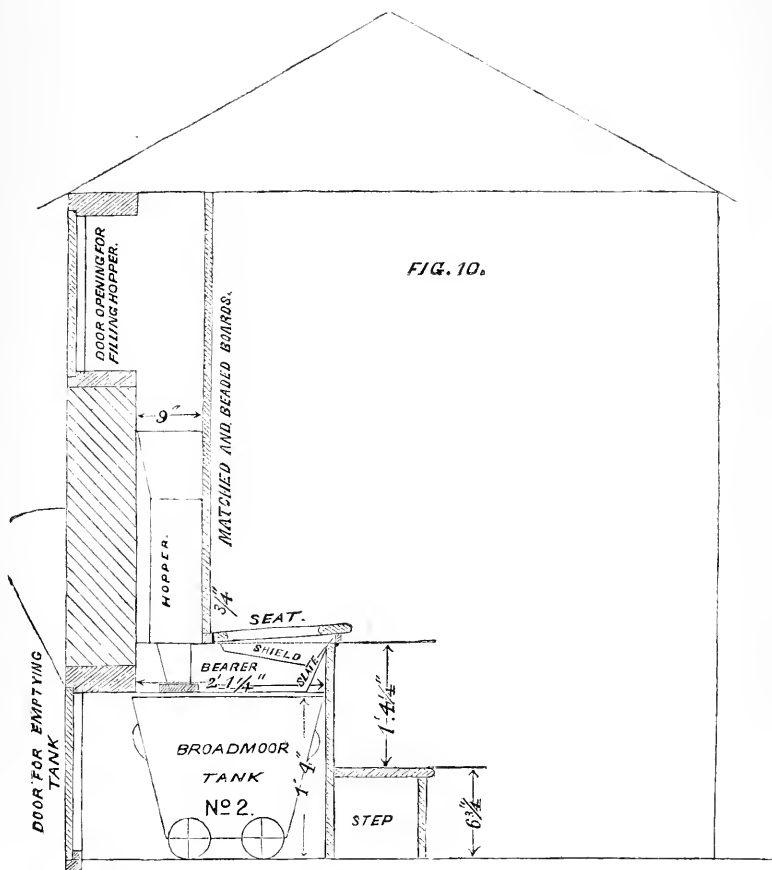 FIG. 10.
DOOR OPENING FOR
FILLING HOPPER.
MATCHED AND BEADED BOARDS.
9"
HOPPER.
3/4"
SEAT.
SHIELD
SLATE
BEARER
2'-1 1/4"
1'.4 1/4"
DOOR FOR EMPTYING
TANK
BROADMOOR
TANK
No 2.
1'-4"
STEP
6 3/4"